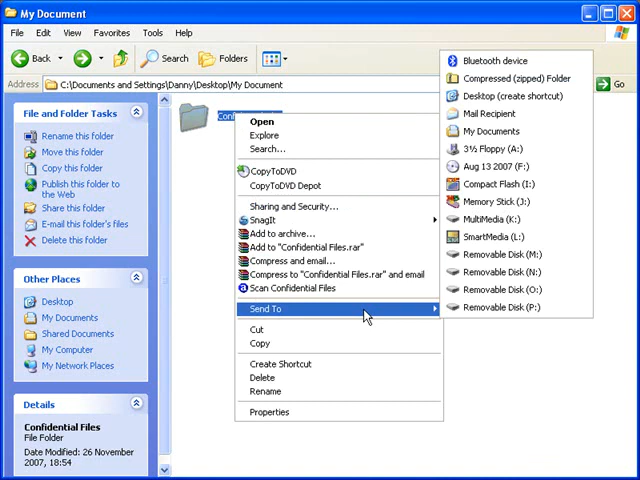 My Document
File Edit View Favorites Tools Help
Back Search Folders
Address C:\Documents and Settings\Danny\Desktop\My Document Go
File and Folder Tasks
Rename this folder
Move this folder
Copy this folder
Publish this folder to
the Web
Share this folder
E-mail this folder's files
Delete this folder
Other Places
Desktop
My Documents
Shared Documents
My Computer
My Network Places
Details
Confidential Files
File Folder
Date Modified: 26 November
2007, 18:54
Open
Explore
Search...
CopyToDVD
CopyToDVD Depot
Sharing and Security...
SnagIt
Add to archive...
Add to "Confidential Files.rar"
Compress and email...
Compress to "Confidential Files.rar" and email
Scan Confidential Files
Send To
Cut
Copy
Create Shortcut
Delete
Rename
Properties
Bluetooth device
Compressed (zipped) Folder
Desktop (create shortcut)
Mail Recipient
My Documents
3½ Floppy (A:)
Aug 13 2007 (F:)
Compact Flash (I:)
Memory Stick (J:)
MultiMedia (K:)
SmartMedia (L:)
Removable Disk (M:)
Removable Disk (N:)
Removable Disk (O:)
Removable Disk (P:)